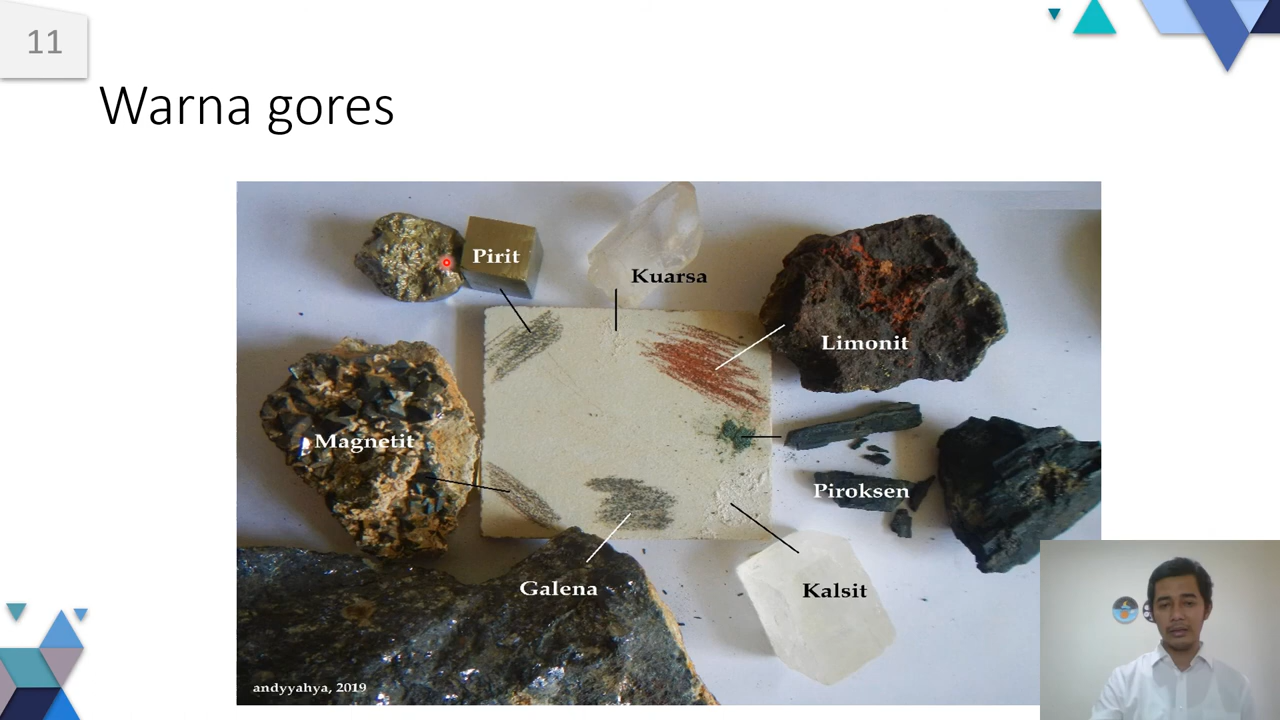 11
Warna gores
Pirit
Kuarsa
Limonit
Magnetit
Piroksen
Galena
Kalsit
andyyahya, 2019